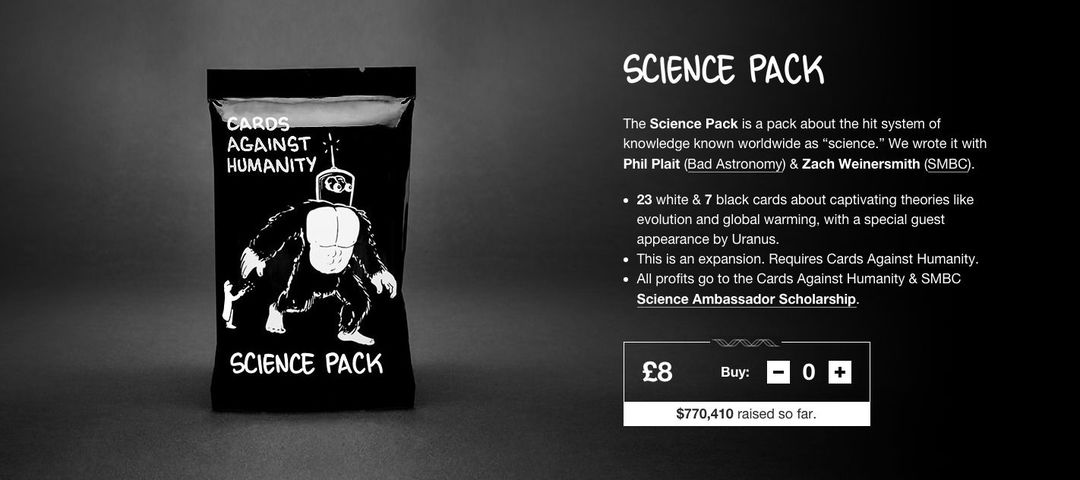 CARDS
AGAINST
HUMANITY
SCIENCE PACK
SCIENCE PACK
The Science Pack is a pack about the hit system of
knowledge known worldwide as “science.” We wrote it with
Phil Plait (Bad Astronomy) & Zach Weinersmith (SMBC).
• 23 white & 7 black cards about captivating theories like
evolution and global warming, with a special guest
appearance by Uranus.
• This is an expansion. Requires Cards Against Humanity.
• All profits go to the Cards Against Humanity & SMBC
Science Ambassador Scholarship.
£8 Buy: − 0 +
$770,410 raised so far.